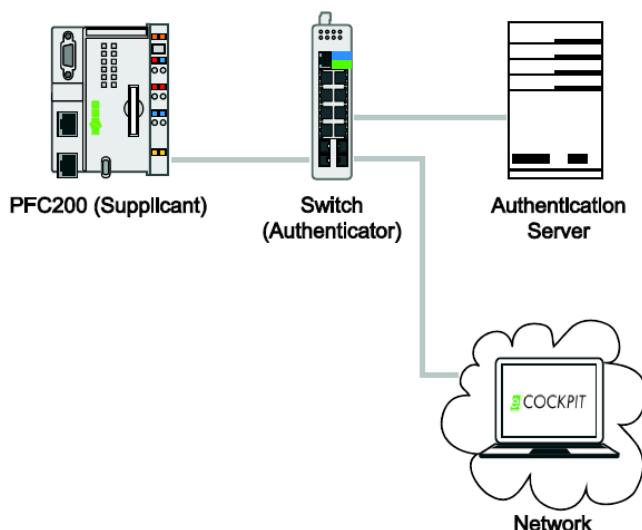 PFC200 (Supplicant)
Switch
(Authenticator)
Authentication
Server
COCKPIT
Network